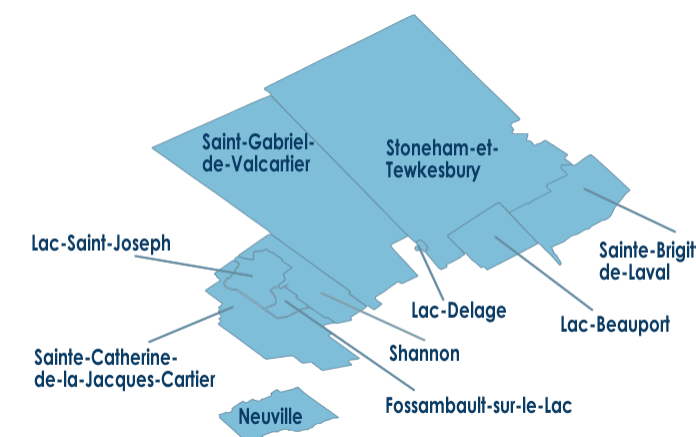 Saint-Gabriel-
de-Valcartier
Stoneham-et-
Tewkesbury
Lac-Saint-Joseph
Sainte-Brigit
de-Laval
Lac-Delage
Lac-Beauport
Shannon
Sainte-Catherine-
de-la-Jacques-Cartier
Fossambault-sur-le-Lac
Neuville